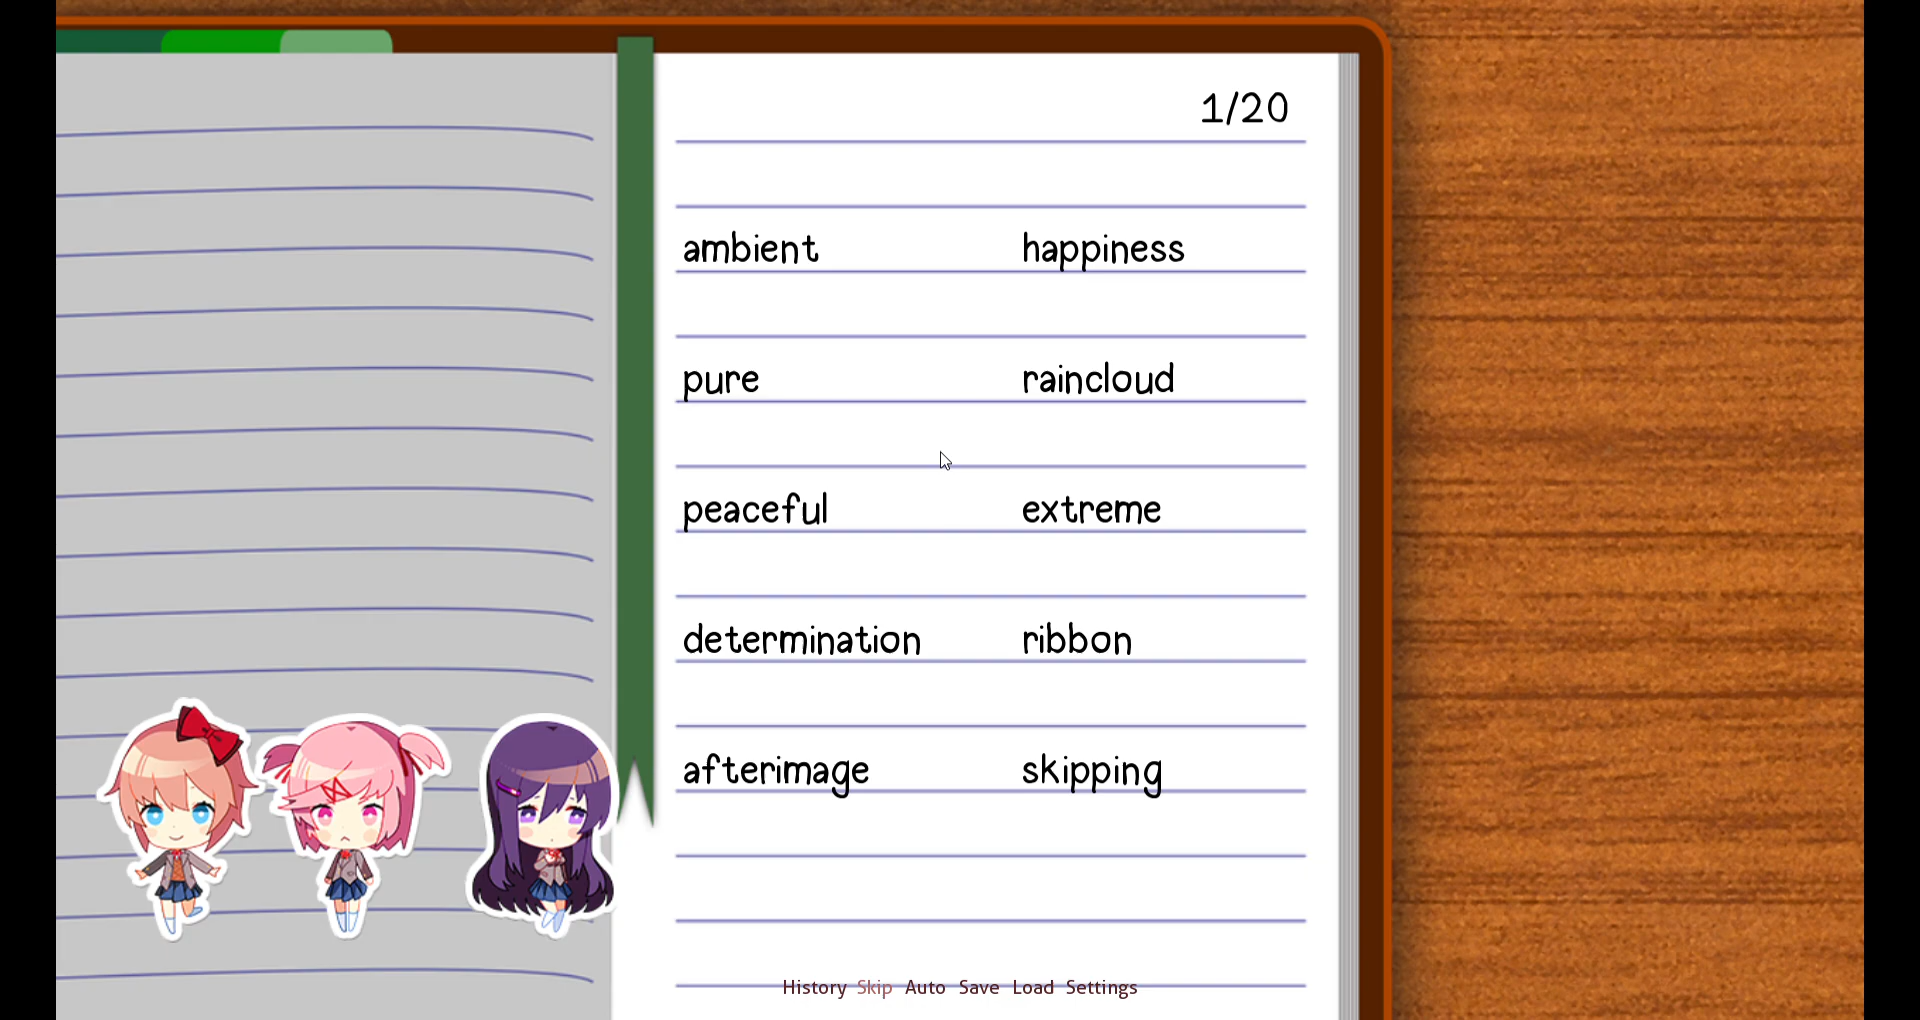 1/20
ambient happiness
pure raincloud
peaceful extreme
determination ribbon
afterimage skipping
History Skip Auto Save Load Settings